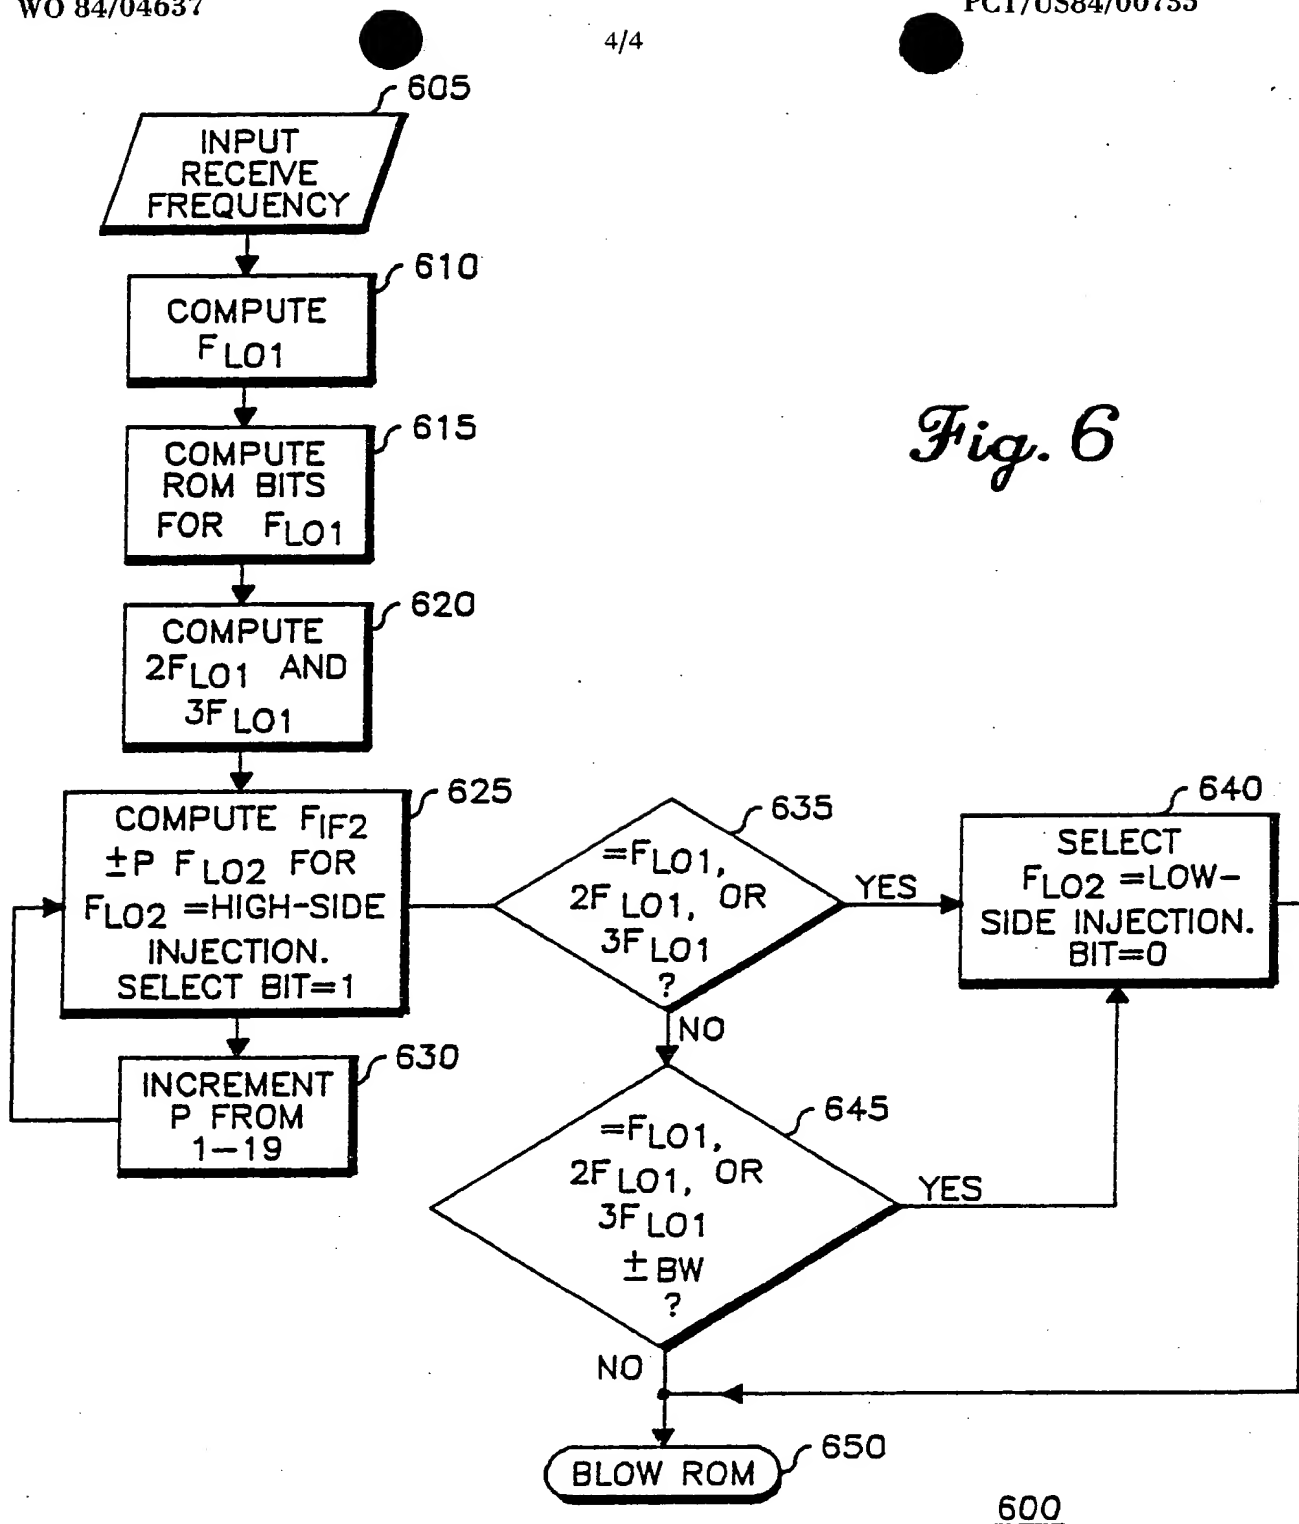 WO 84/04637
PCT/US84/00755
4/4
605
INPUT
RECEIVE
FREQUENCY
610
COMPUTE
FLO1
615
COMPUTE
ROM BITS
FOR FLO1
620
COMPUTE
2FLO1 AND
3FLO1
625
COMPUTE FIF2
±P FLO2 FOR
FLO2 =HIGH-SIDE
INJECTION.
SELECT BIT=1
630
INCREMENT
P FROM
1-19
635
=FLO1,
2FLO1, OR
3FLO1
?
YES
NO
640
SELECT
FLO2 =LOW-
SIDE INJECTION.
BIT=0
645
=FLO1,
2FLO1, OR
3FLO1
±BW
?
YES
NO
650
BLOW ROM
Fig. 6
600